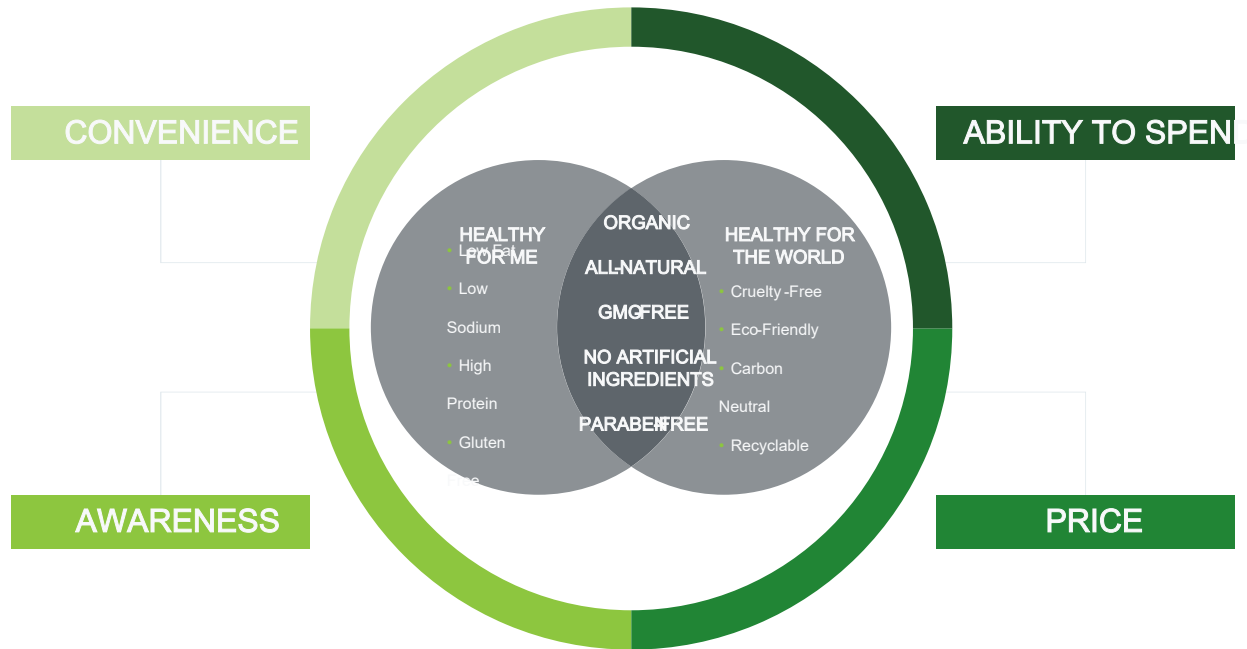 CONVENIENCE
ABILITY TO SPEN
HEALTHY
FOR ME
• Low Fat
• Low
Sodium
• High
Protein
• Gluten
Free
ORGANIC
ALL-NATURAL
GMO-FREE
NO ARTIFICIAL
INGREDIENTS
PARABEN-FREE
HEALTHY FOR
THE WORLD
• Cruelty-Free
• Eco-Friendly
• Carbon
Neutral
• Recyclable
AWARENESS
PRICE